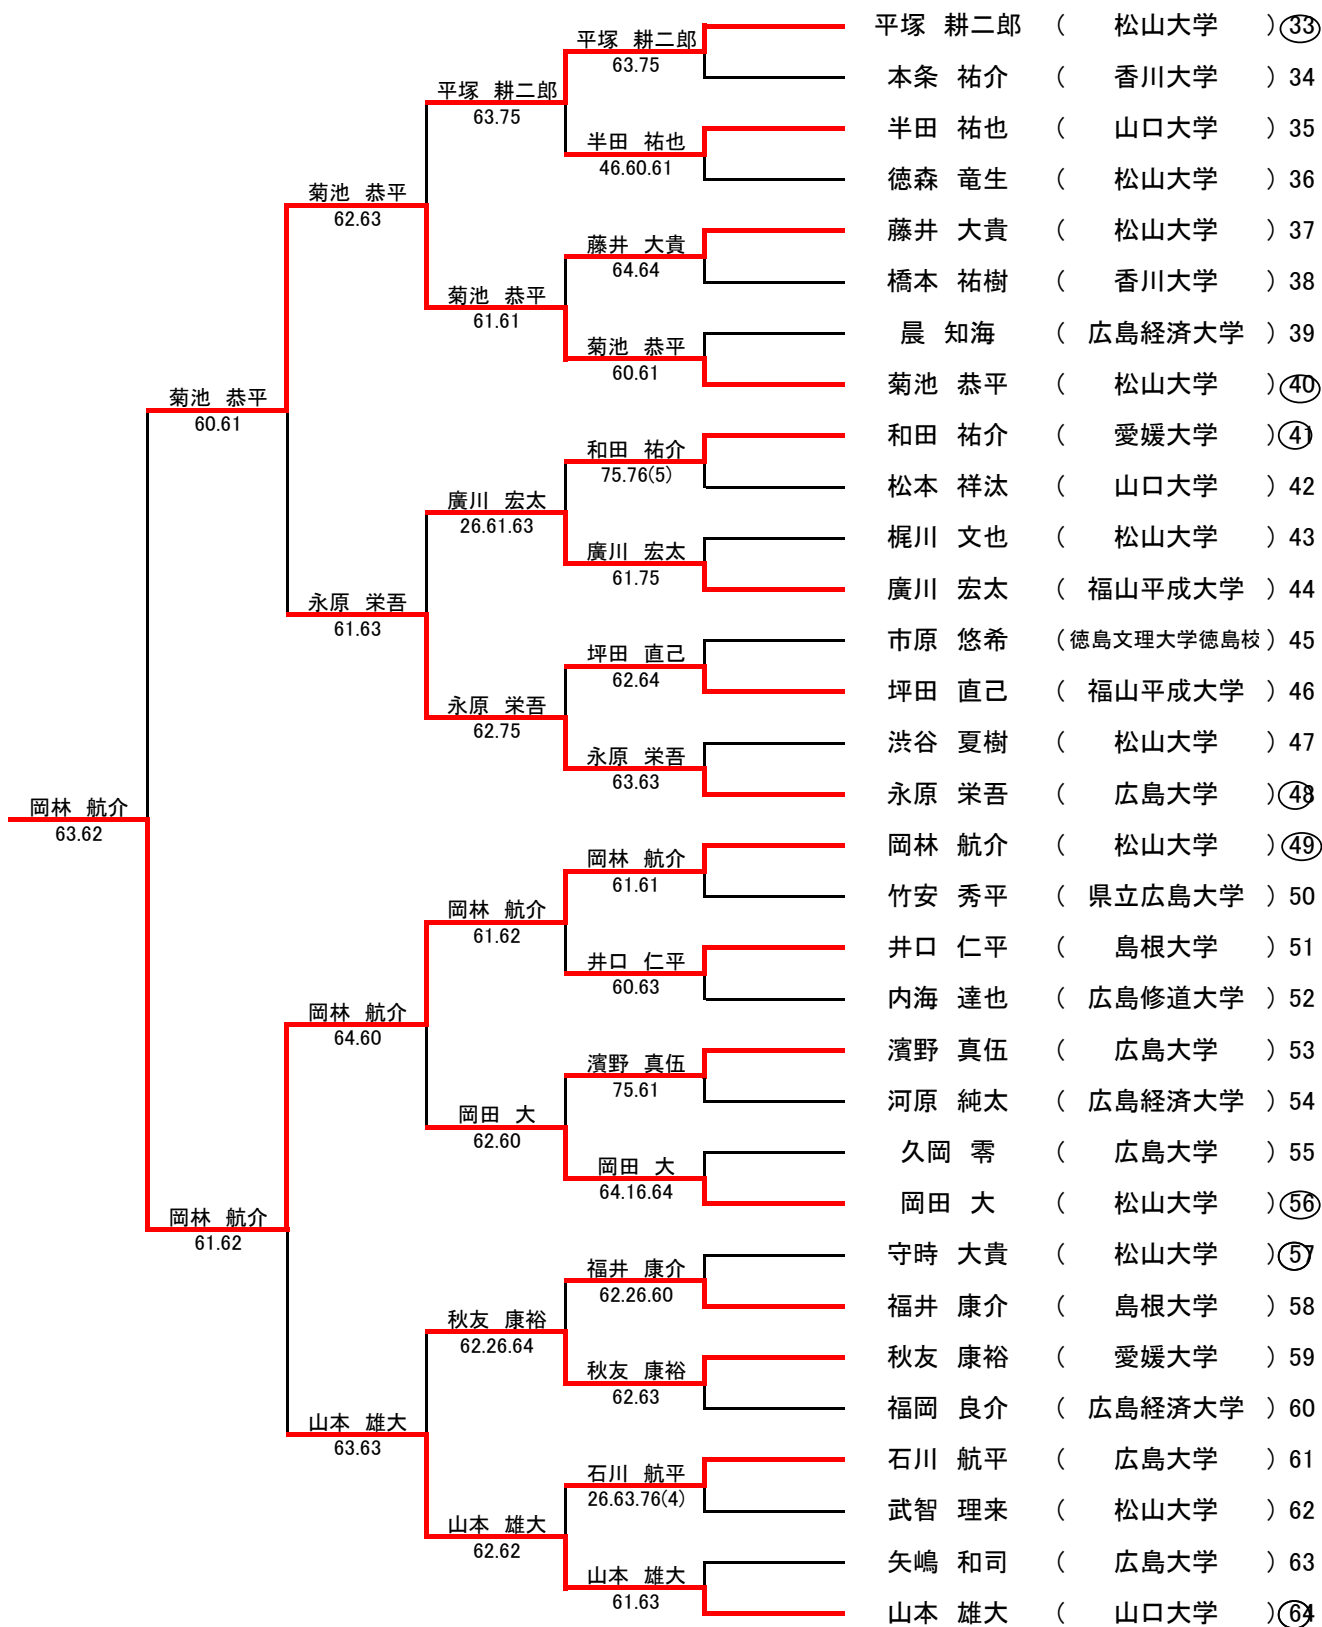 平塚 耕二郎 ( 松山大学 ) 33
本条 祐介 ( 香川大学 ) 34
半田 祐也 ( 山口大学 ) 35
徳森 竜生 ( 松山大学 ) 36
藤井 大貴 ( 松山大学 ) 37
橋本 祐樹 ( 香川大学 ) 38
晨 知海 ( 広島経済大学 ) 39
菊池 恭平 ( 松山大学 ) 40
和田 祐介 ( 愛媛大学 ) 41
松本 祥汰 ( 山口大学 ) 42
梶川 文也 ( 松山大学 ) 43
廣川 宏太 ( 福山平成大学 ) 44
市原 悠希 ( 徳島文理大学徳島校 ) 45
坪田 直己 ( 福山平成大学 ) 46
渋谷 夏樹 ( 松山大学 ) 47
永原 栄吾 ( 広島大学 ) 48
岡林 航介 ( 松山大学 ) 49
竹安 秀平 ( 県立広島大学 ) 50
井口 仁平 ( 島根大学 ) 51
内海 達也 ( 広島修道大学 ) 52
濱野 真伍 ( 広島大学 ) 53
河原 純太 ( 広島経済大学 ) 54
久岡 零 ( 広島大学 ) 55
岡田 大 ( 松山大学 ) 56
守時 大貴 ( 松山大学 ) 57
福井 康介 ( 島根大学 ) 58
秋友 康裕 ( 愛媛大学 ) 59
福岡 良介 ( 広島経済大学 ) 60
石川 航平 ( 広島大学 ) 61
武智 理来 ( 松山大学 ) 62
矢嶋 和司 ( 広島大学 ) 63
山本 雄大 ( 山口大学 ) 64
平塚 耕二郎
63.75
半田 祐也
46.60.61
藤井 大貴
64.64
菊池 恭平
60.61
和田 祐介
75.76(5)
廣川 宏太
61.75
坪田 直己
62.64
永原 栄吾
63.63
岡林 航介
61.61
井口 仁平
60.63
濱野 真伍
75.61
岡田 大
64.16.64
福井 康介
62.26.60
秋友 康裕
62.63
石川 航平
26.63.76(4)
山本 雄大
61.63
平塚 耕二郎
63.75
菊池 恭平
61.61
廣川 宏太
26.61.63
永原 栄吾
62.75
岡林 航介
61.62
岡田 大
62.60
秋友 康裕
62.26.64
山本 雄大
62.62
菊池 恭平
62.63
永原 栄吾
61.63
岡林 航介
64.60
山本 雄大
63.63
菊池 恭平
60.61
岡林 航介
61.62
岡林 航介
63.62